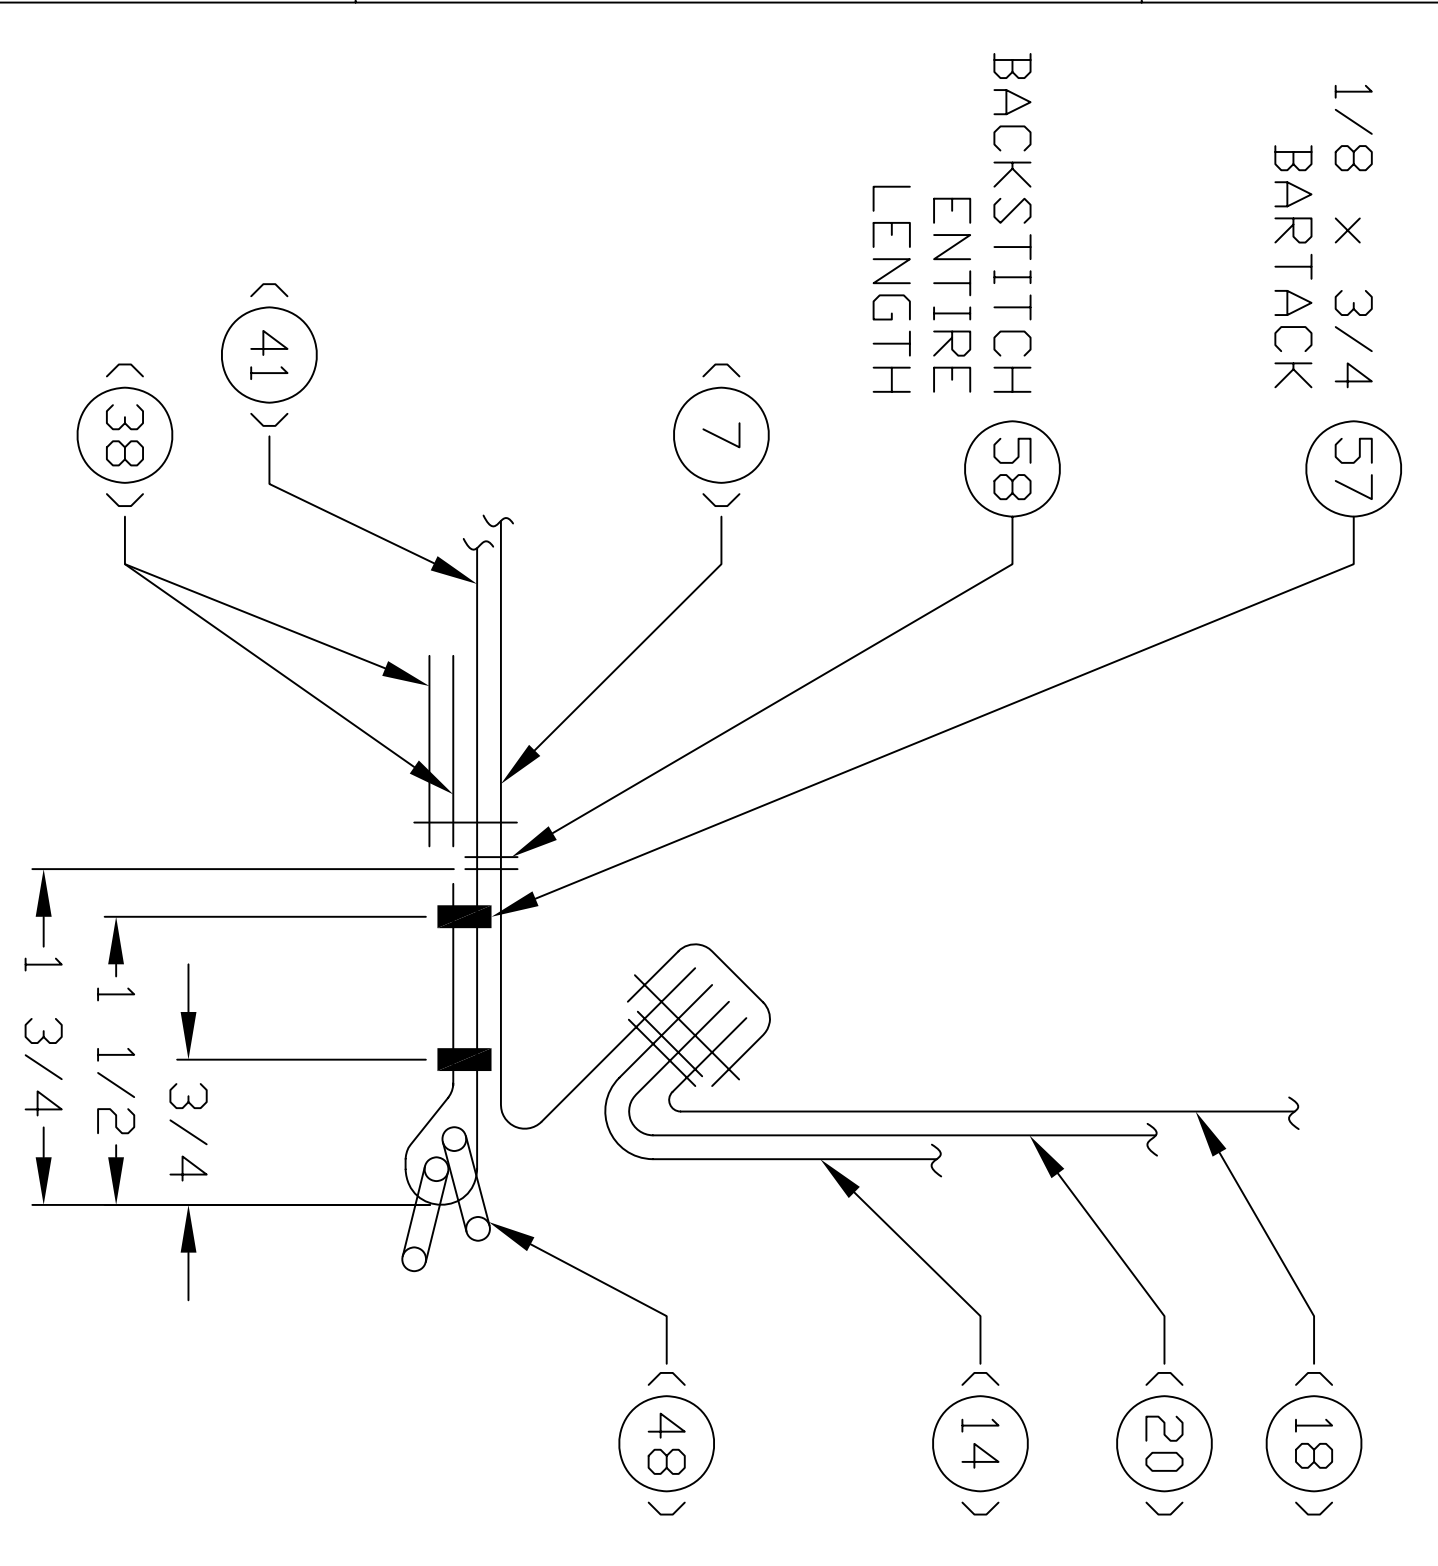 1/8 × 3/4
BARTACK
57
BACKSTITCH
ENTIRE
LENGTH
58
(7)
(41)
(38)
(18)
(20)
(14)
(48)
3/4
1 1/2
1 3/4